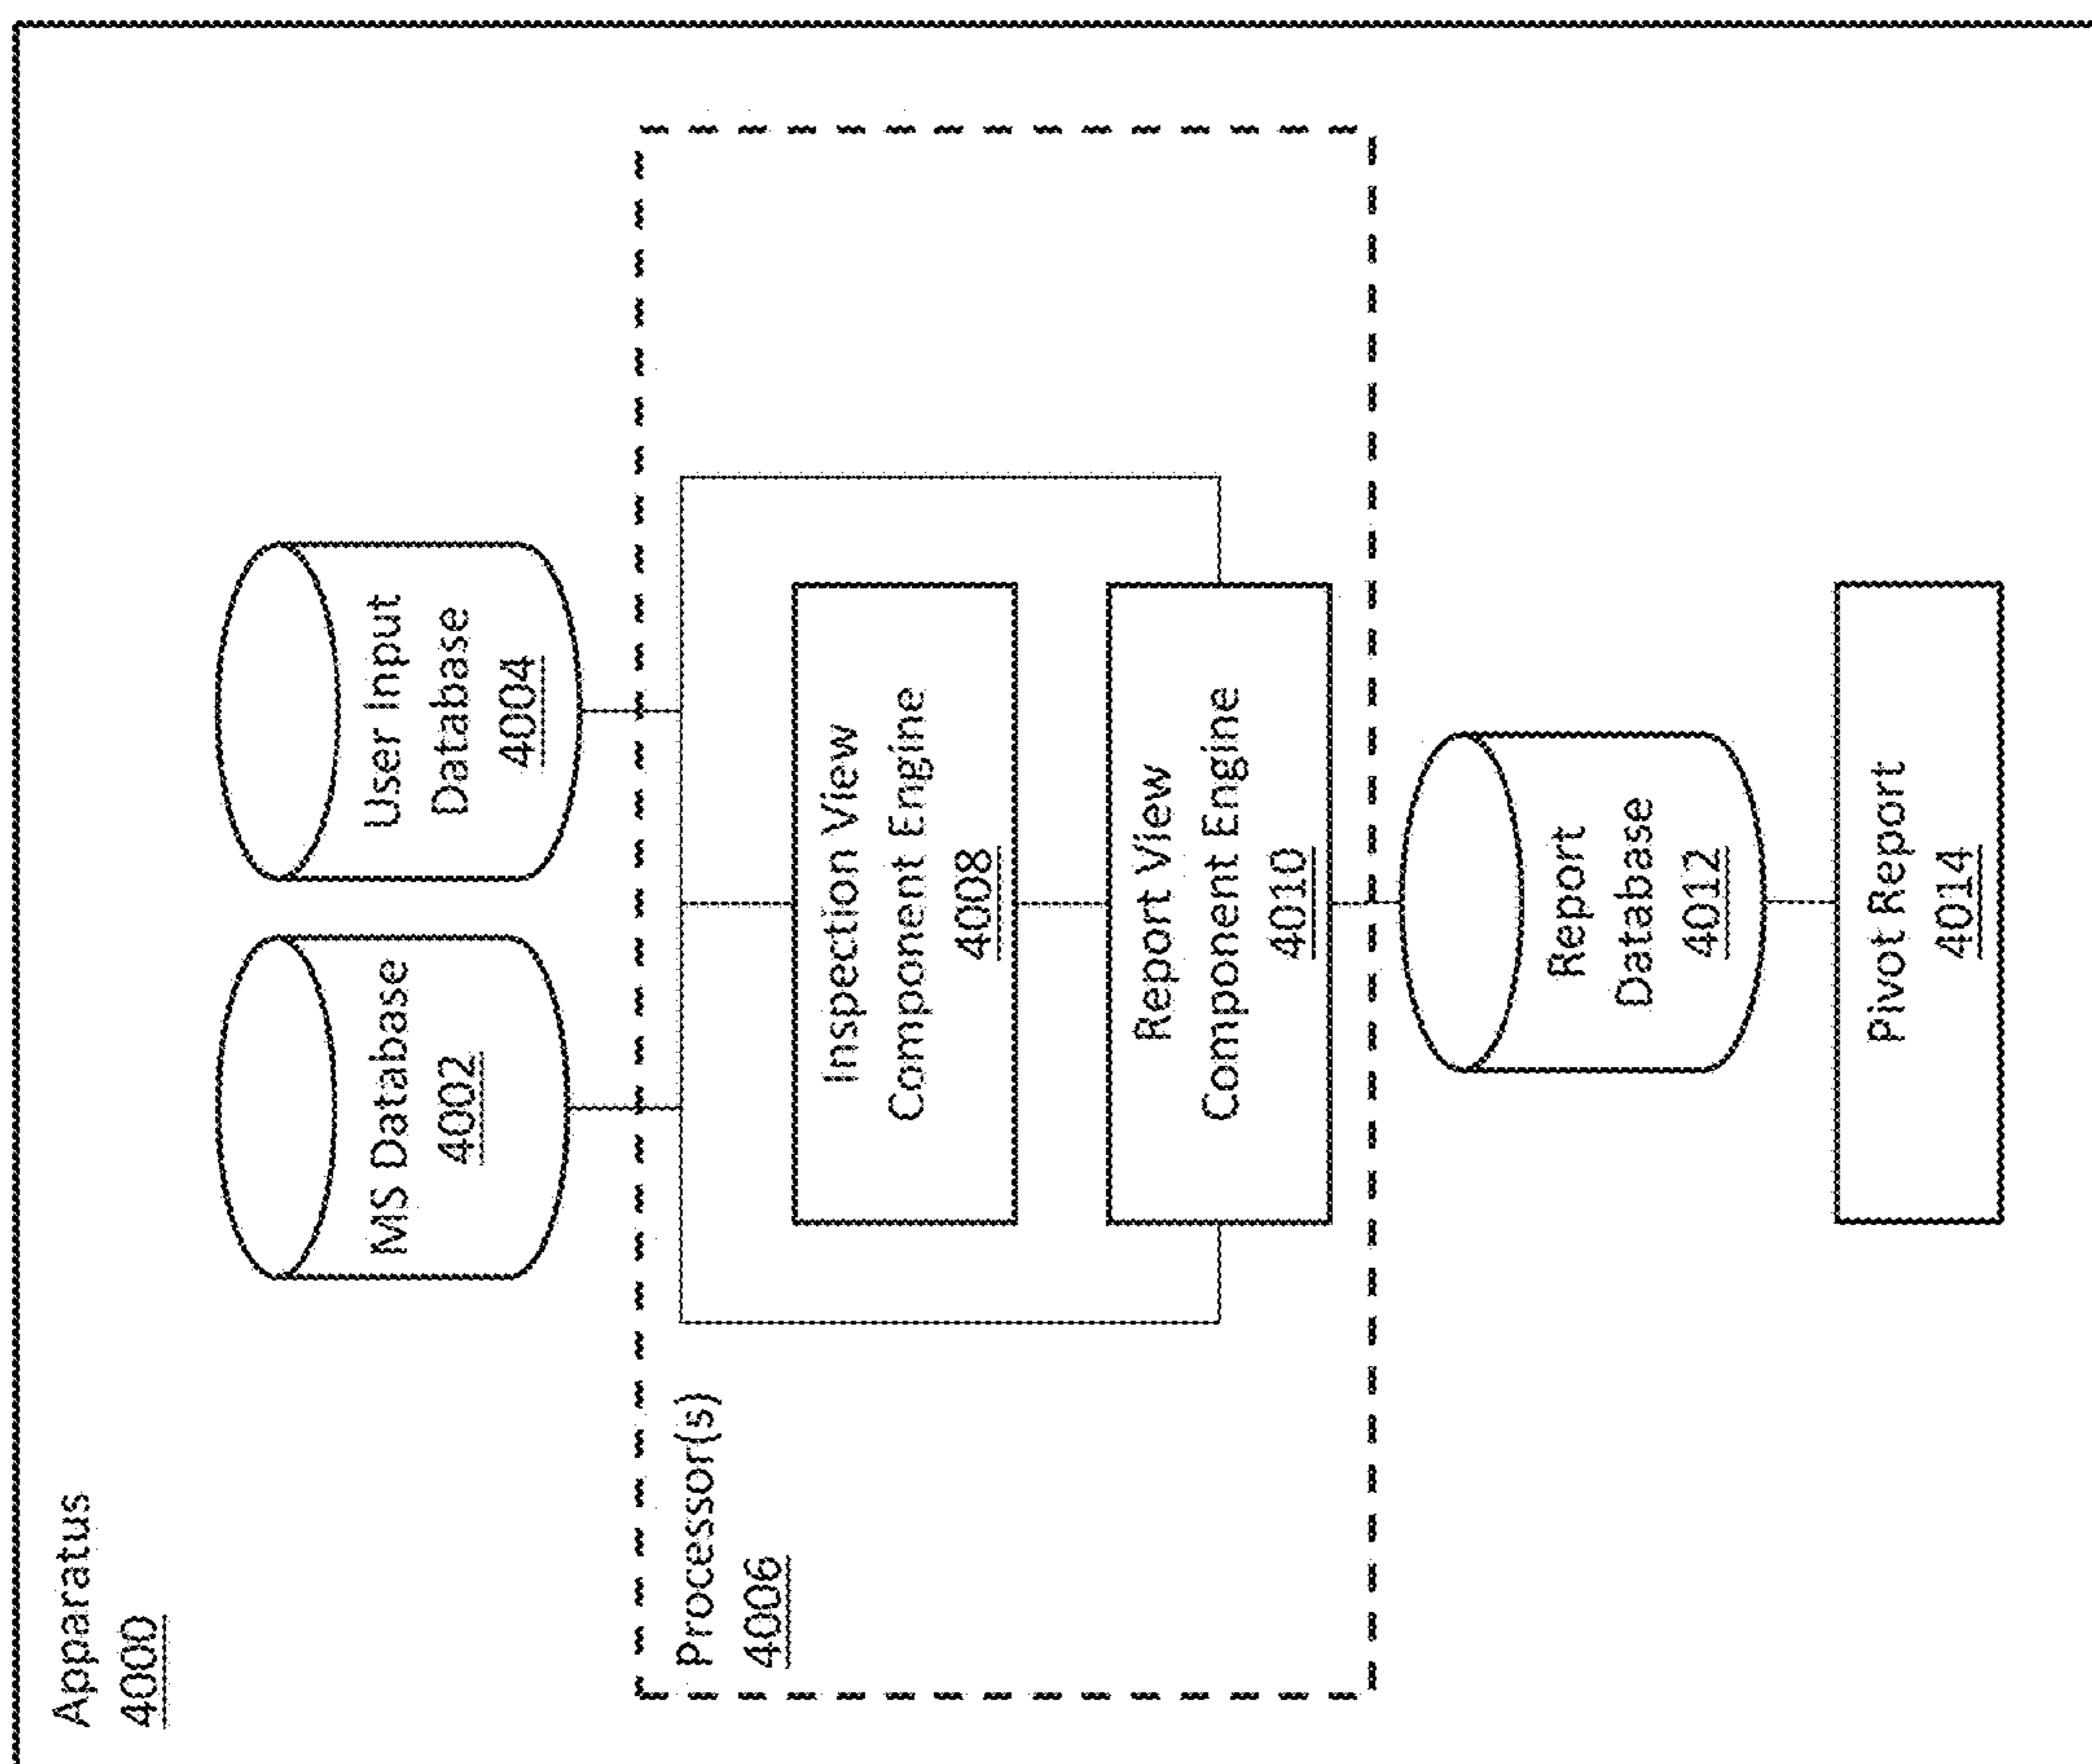 Apparatus
4000
MS Database
4002
User Input
Database
4004
Processor(s)
4006
Inspection View
Component Engine
4008
Report View
Component Engine
4010
Report
Database
4012
Pivot Report
4014